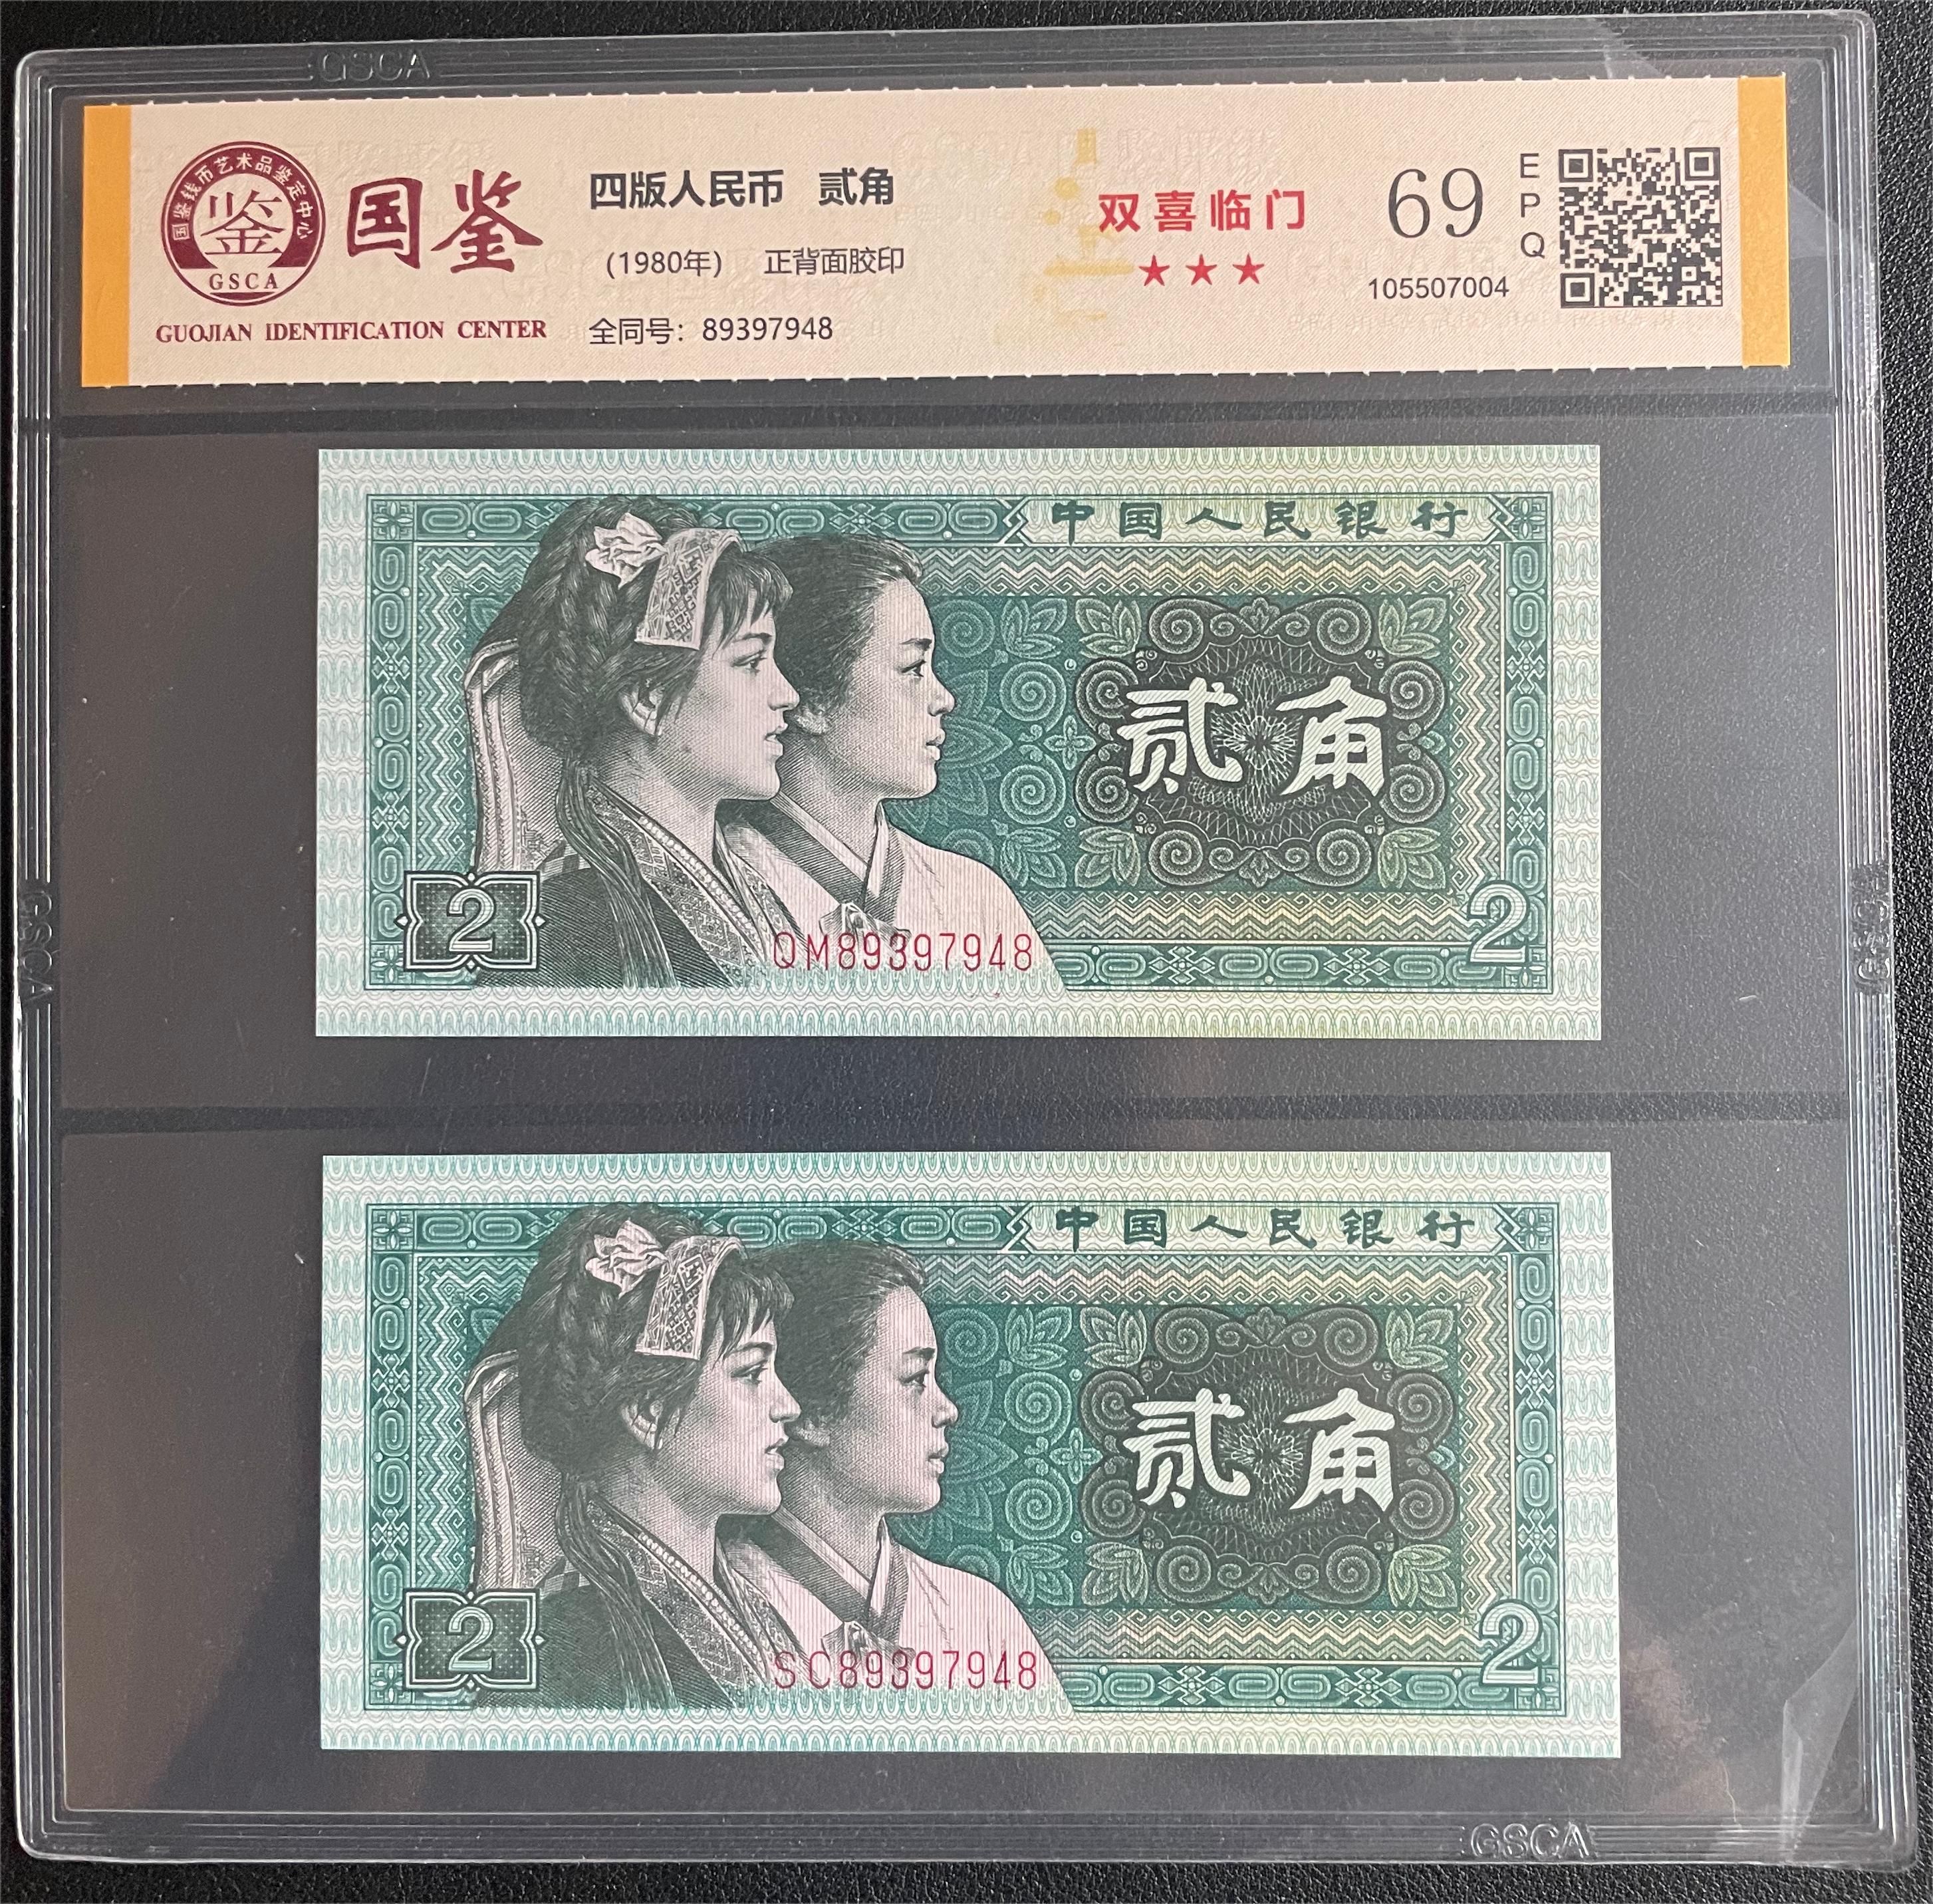 GSCA
国鉴钱币艺术品鉴定中心
鉴
GSCA
国鉴
GUOJIAN IDENTIFICATION CENTER
四版人民币 贰角
(1980年) 正背面胶印
全同号：89397948
双喜临门
★★★
69
EPQ
105507004
中国人民银行
贰角
2
QM89397948
2
GSCA
GSCA
中国人民银行
贰角
2
SC89397948
2
GSCA